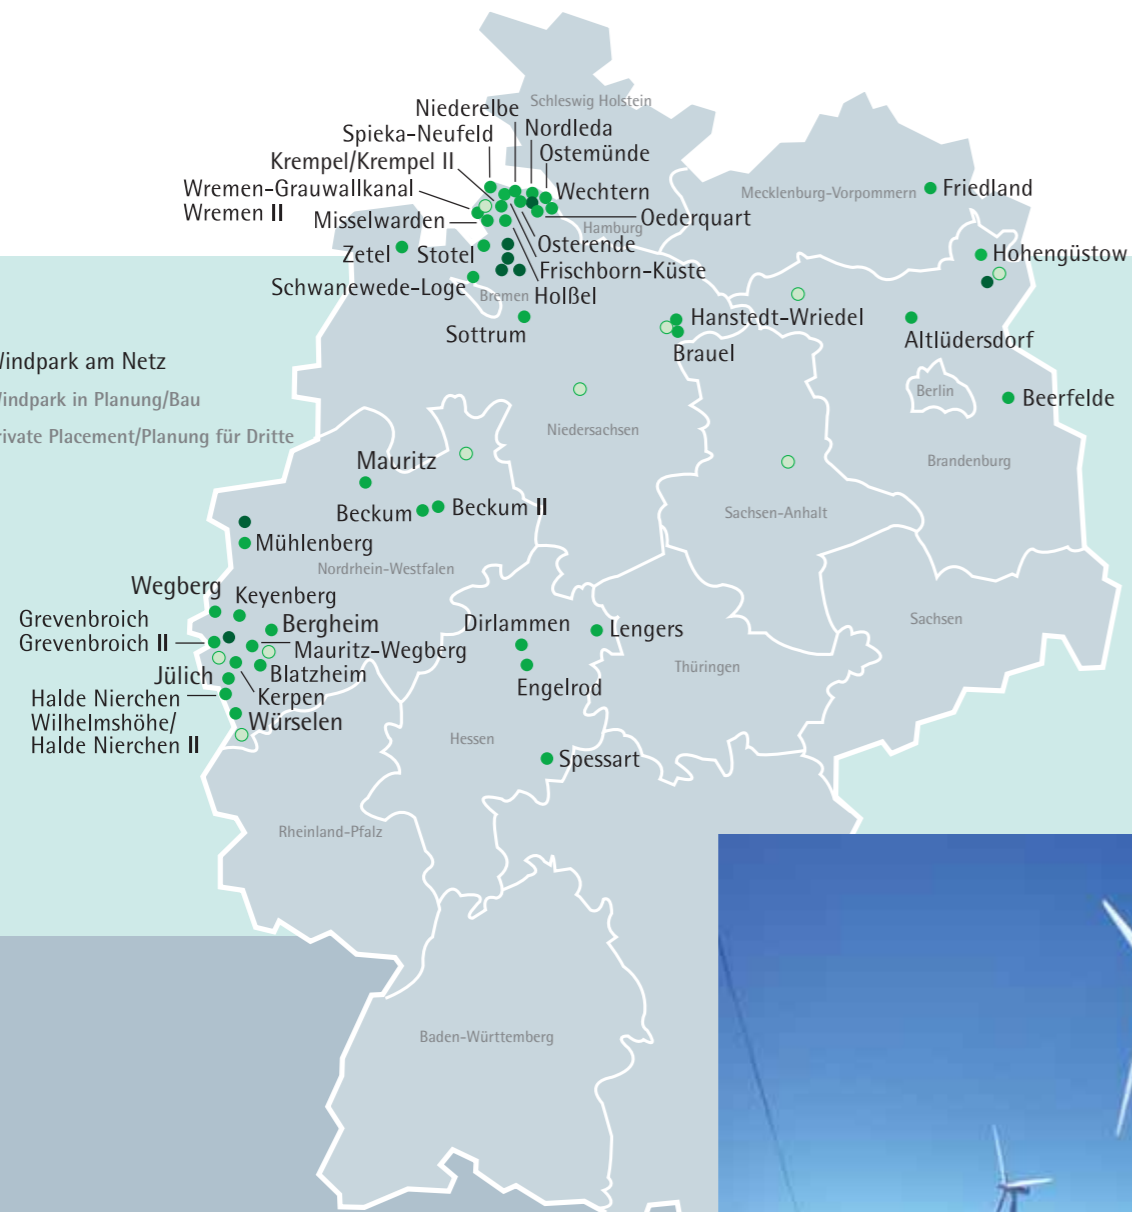 Schleswig Holstein
Niederelbe
Nordleda
Spieka-Neufeld
Ostemünde
Krempel/Krempel II
Wremen-Grauwallkanal
Wremen II
Wechtern
Mecklenburg-Vorpommern
Friedland
Misselwarden
Oederquart
Hamburg
Zetel
Stotel
Osterende
Hohengüstow
Frischborn-Küste
Schwanewede-Loge
Bremen
Holßel
Hanstedt-Wriedel
Sottrum
Altlüdersdorf
Brauel
indpark am Netz
indpark in Planung/Bau
rivate Placement/Planung für Dritte
Berlin
Beerfelde
Niedersachsen
Mauritz
Brandenburg
Beckum
Beckum II
Sachsen-Anhalt
Mühlenberg
Nordrhein-Westfalen
Wegberg
Keyenberg
Grevenbroich
Grevenbroich II
Bergheim
Dirlammen
Lengers
Sachsen
Mauritz-Wegberg
Jülich
Blatzheim
Thüringen
Engelrod
Halde Nierchen
Kerpen
Wilhelmshöhe/
Halde Nierchen II
Würselen
Hessen
Spessart
Rheinland-Pfalz
Baden-Württemberg